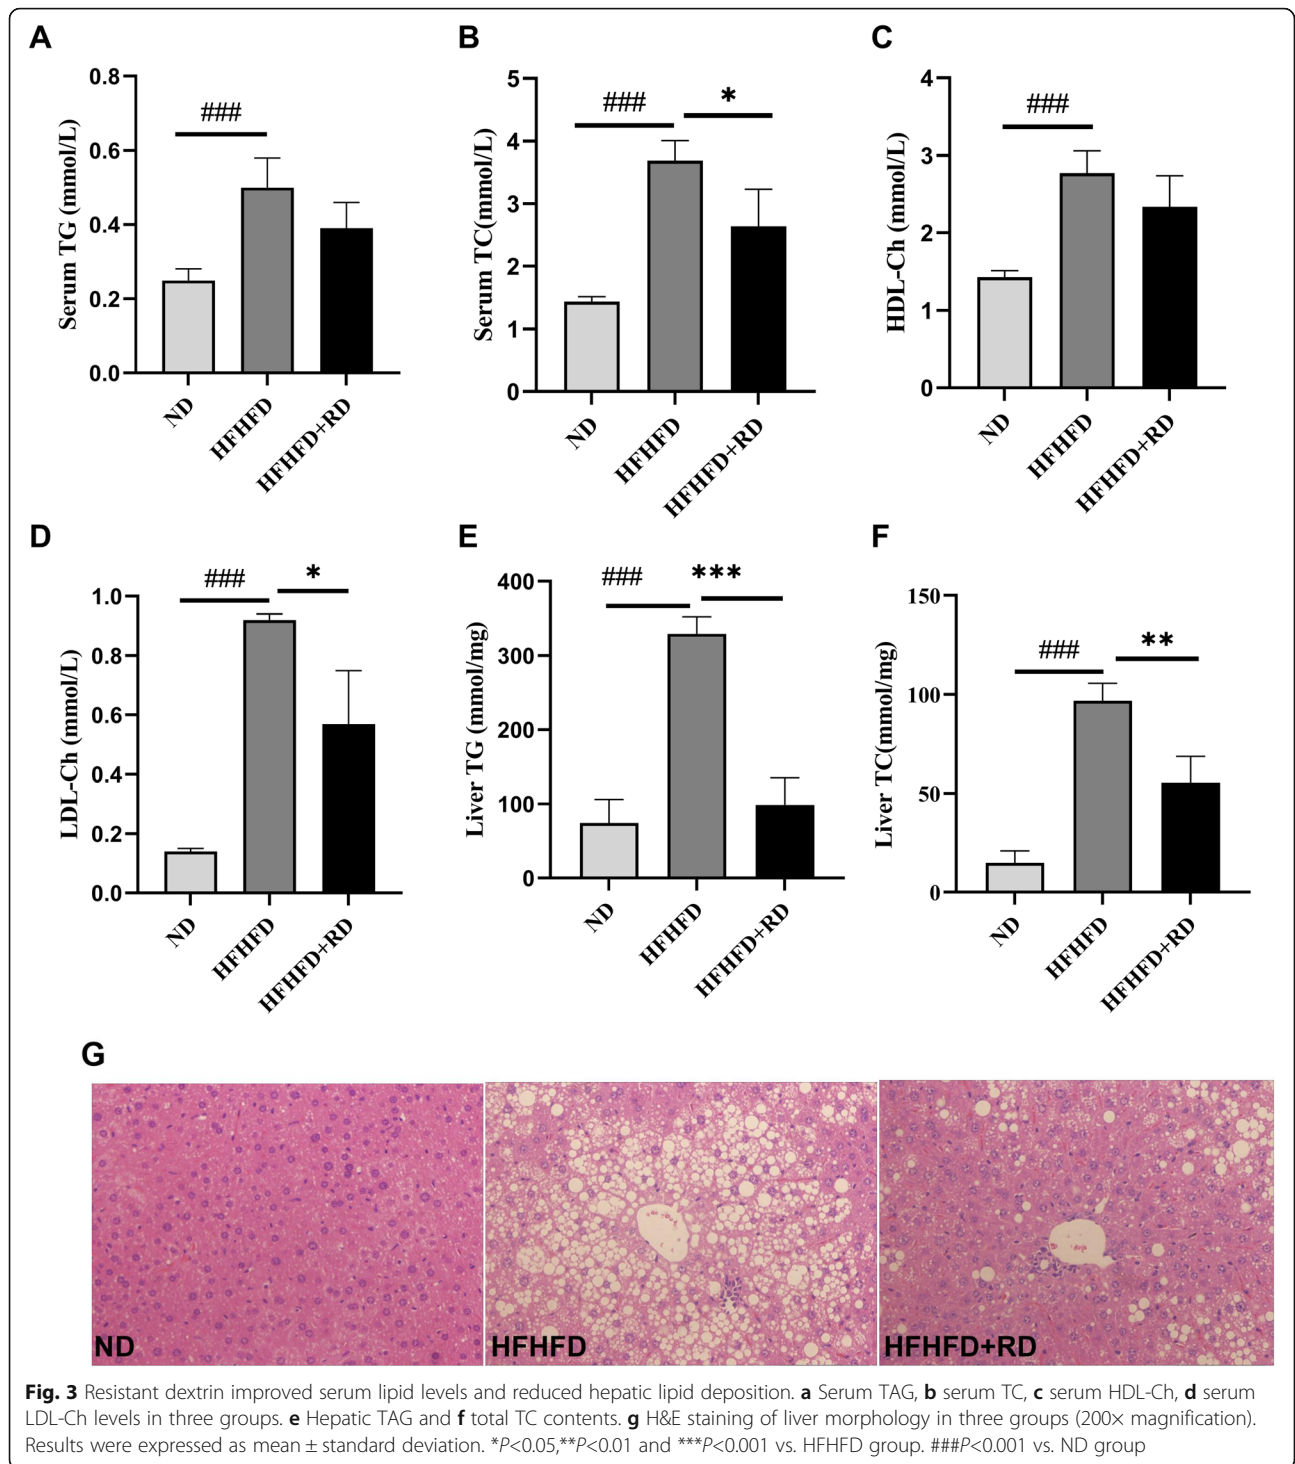 A
B
C
Serum TG (mmol/L)
0.8
0.6
0.4
0.2
0.0
###
ND
HFHFD
HFHFD+RD
Serum TC(mmol/L)
5
4
3
2
1
0
###
*
ND
HFHFD
HFHFD+RD
HDL-Ch (mmol/L)
4
3
2
1
0
###
ND
HFHFD
HFHFD+RD
D
E
F
LDL-Ch (mmol/L)
1.0
0.8
0.6
0.4
0.2
0.0
###
*
ND
HFHFD
HFHFD+RD
Liver TG (mmol/mg)
400
300
200
100
0
###
***
ND
HFHFD
HFHFD+RD
Liver TC(mmol/mg)
150
100
50
0
###
**
ND
HFHFD
HFHFD+RD
G
ND
HFHFD
HFHFD+RD
Fig. 3 Resistant dextrin improved serum lipid levels and reduced hepatic lipid deposition. a Serum TAG, b serum TC, c serum HDL-Ch, d serum
LDL-Ch levels in three groups. e Hepatic TAG and f total TC contents. g H&E staining of liver morphology in three groups (200× magnification).
Results were expressed as mean ± standard deviation. *P<0.05,**P<0.01 and ***P<0.001 vs. HFHFD group. ###P<0.001 vs. ND group